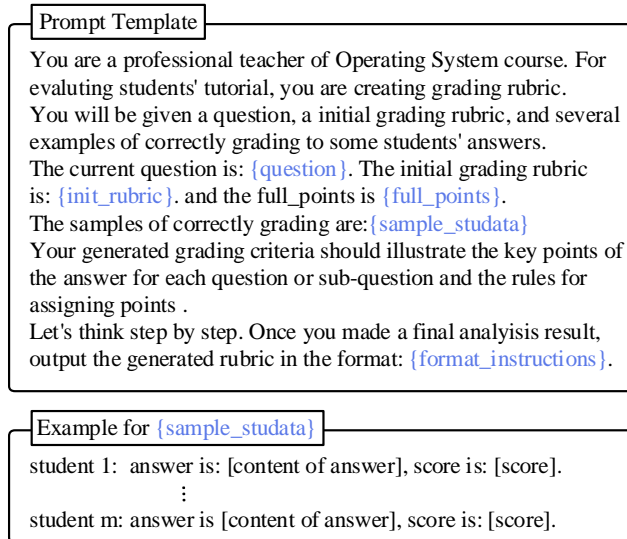 Prompt Template
You are a professional teacher of Operating System course. For
evaluting students' tutorial, you are creating grading rubric.
You will be given a question, a initial grading rubric, and several
examples of correctly grading to some students' answers.
The current question is: {question}. The initial grading rubric
is: {init_rubric}. and the full_points is {full_points}.
The samples of correctly grading are:{sample_studata}
Your generated grading criteria should illustrate the key points of
the answer for each question or sub-question and the rules for
assigning points .
Let's think step by step. Once you made a final analyisis result,
output the generated rubric in the format: {format_instructions}.
Example for {sample_studata}
student 1: answer is: [content of answer], score is: [score].
⋮
student m: answer is [content of answer], score is: [score].